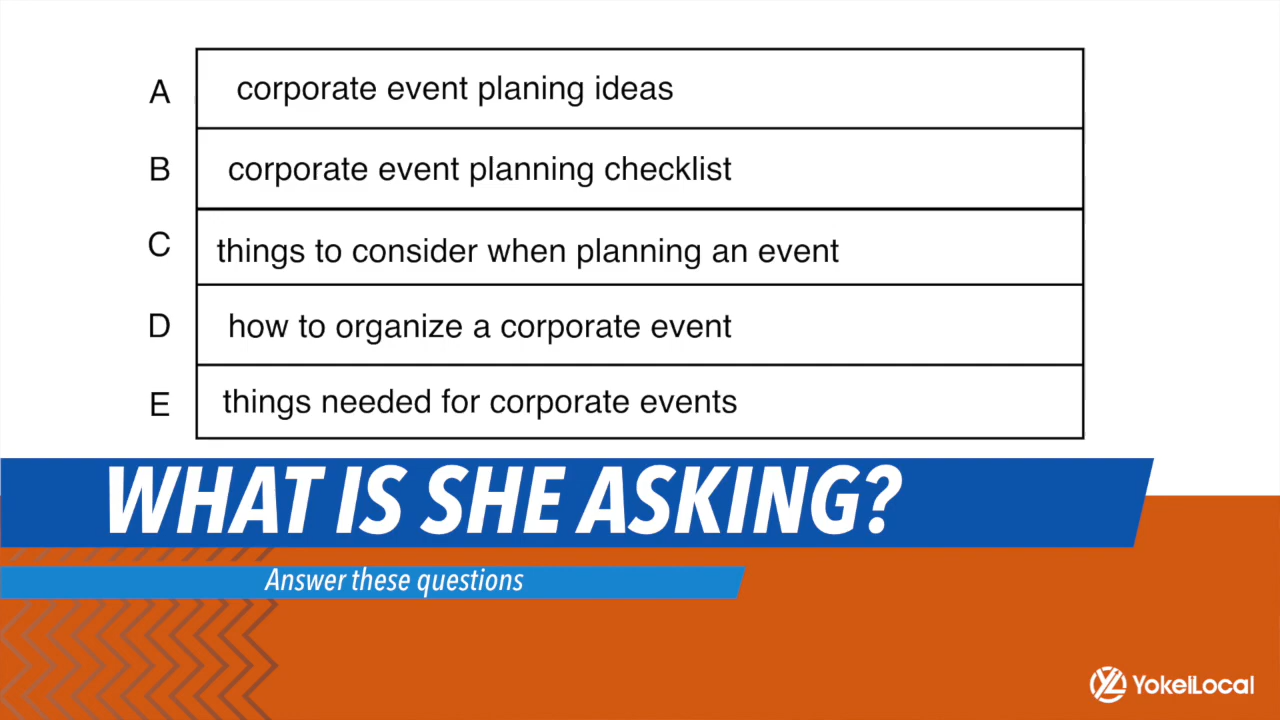 A corporate event planing ideas
B corporate event planning checklist
C things to consider when planning an event
D how to organize a corporate event
E things needed for corporate events
WHAT IS SHE ASKING?
Answer these questions
YokelLocal